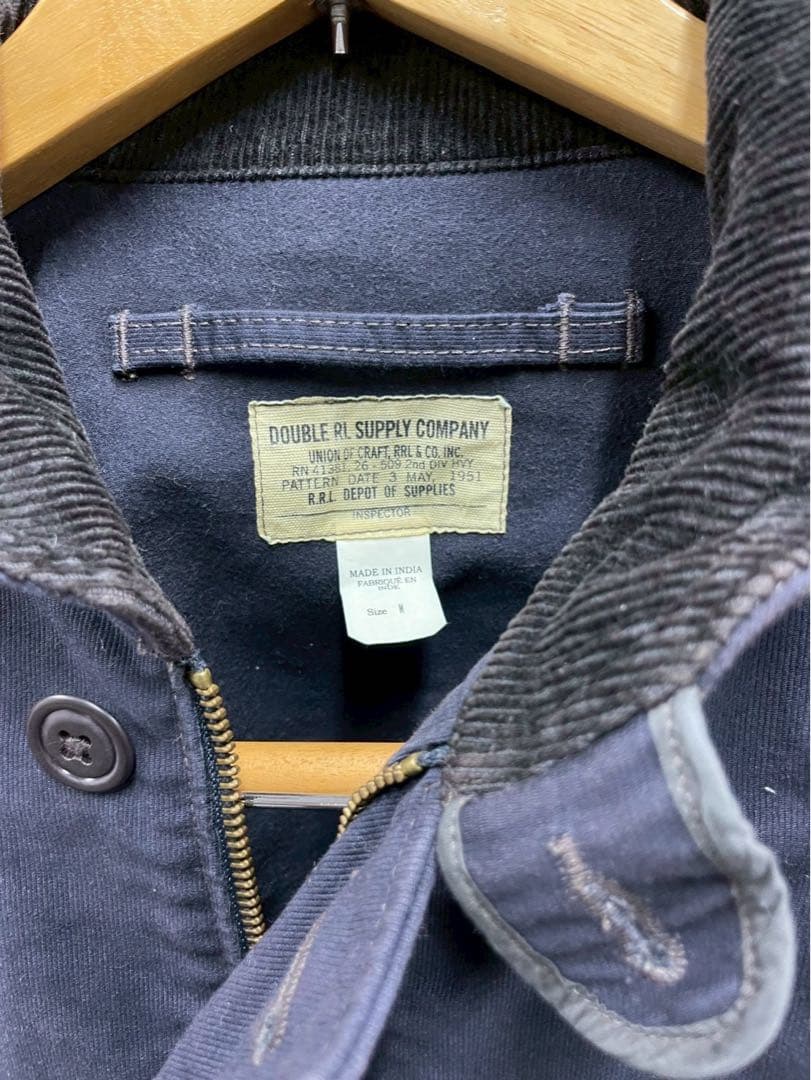 DOUBLE RL SUPPLY COMPANY
UNION OF CRAFT, RRL & CO. INC.
RN 41381, 26 - 509 2nd DIV HVY
PATTERN DATE 3 MAY, 1951
R.R.L DEPOT OF SUPPLIES
INSPECTOR
MADE IN INDIA
FABRIQUÉ EN
INDE
Size M